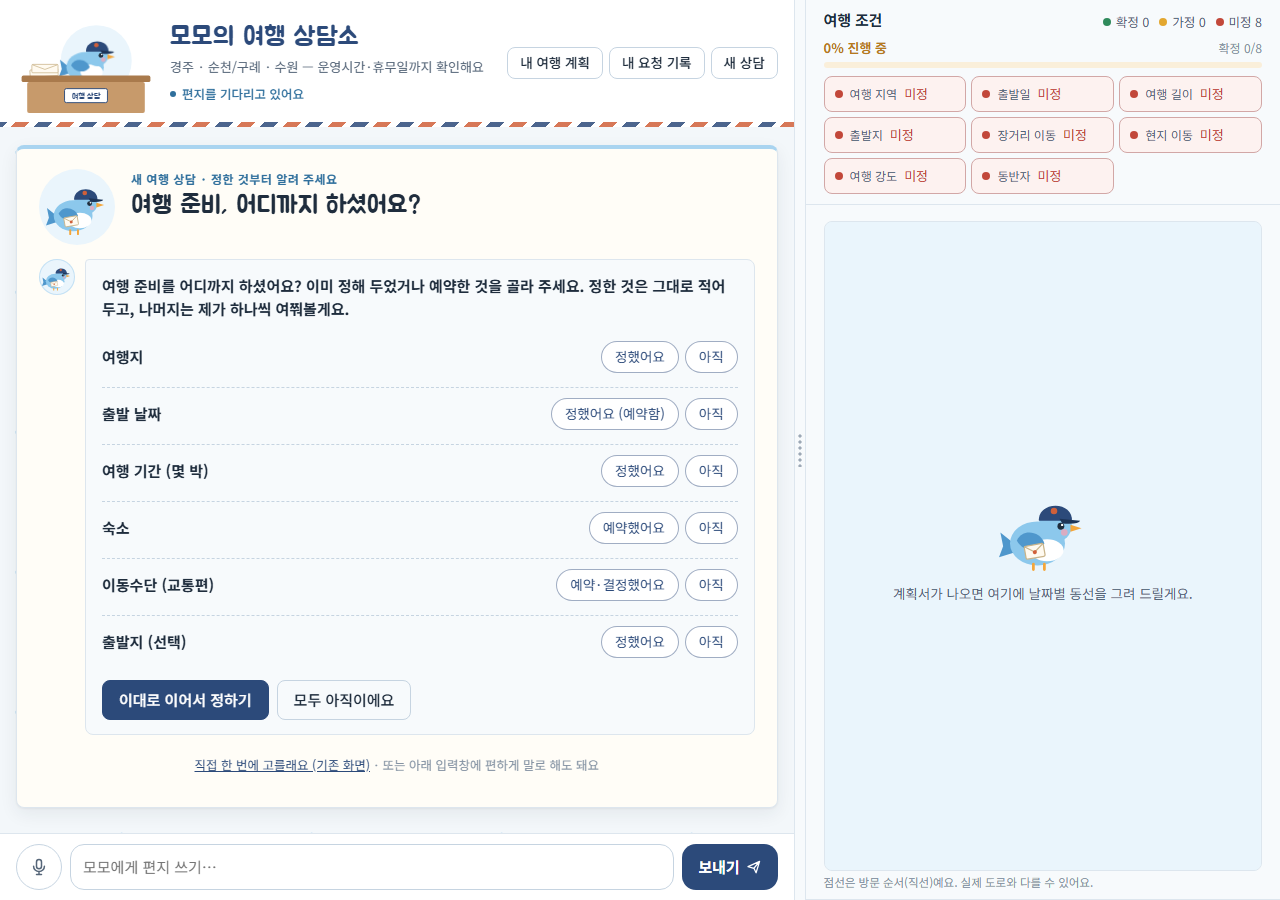 모모의 여행 상담소
경주 · 순천/구례 · 수원 — 운영시간·휴무일까지 확인해요
편지를 기다리고 있어요
여행 상담
내 여행 계획
내 요청 기록
새 상담
새 여행 상담 · 정한 것부터 알려 주세요
여행 준비, 어디까지 하셨어요?
여행 준비를 어디까지 하셨어요? 이미 정해 두었거나 예약한 것을 골라 주세요. 정한 것은 그대로 적어
두고, 나머지는 제가 하나씩 여쭤볼게요.
여행지 정했어요 아직
출발 날짜 정했어요 (예약함) 아직
여행 기간 (몇 박) 정했어요 아직
숙소 예약했어요 아직
이동수단 (교통편) 예약·결정했어요 아직
출발지 (선택) 정했어요 아직
이대로 이어서 정하기 모두 아직이에요
직접 한 번에 고를래요 (기존 화면) · 또는 아래 입력창에 편하게 말로 해도 돼요
모모에게 편지 쓰기…
보내기
여행 조건
확정 0 가정 0 미정 8
0% 진행 중
확정 0/8
여행 지역 미정 출발일 미정 여행 길이 미정
출발지 미정 장거리 이동 미정 현지 이동 미정
여행 강도 미정 동반자 미정
계획서가 나오면 여기에 날짜별 동선을 그려 드릴게요.
점선은 방문 순서(직선)예요. 실제 도로와 다를 수 있어요.